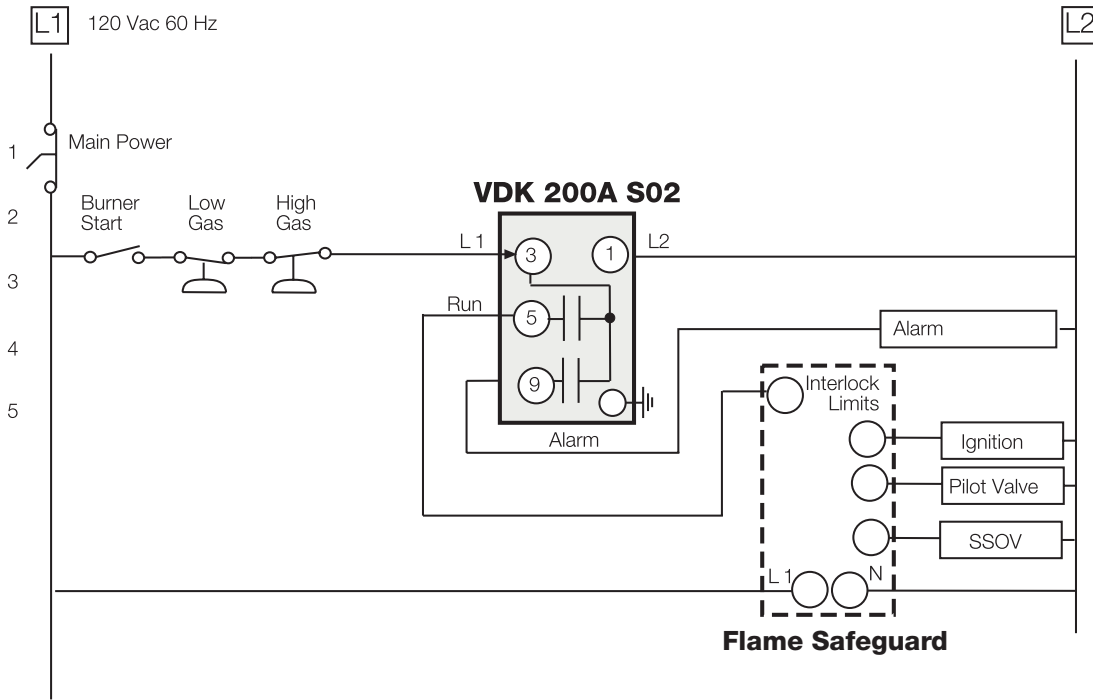 L1 120 Vac 60 Hz
L2
1
Main Power
2
Burner
Start
Low
Gas
High
Gas
VDK 200A S02
L 1
3
1
L2
3
Run
5
Alarm
4
9
Interlock
Limits
5
Alarm
Ignition
Pilot Valve
SSOV
L 1
N
Flame Safeguard